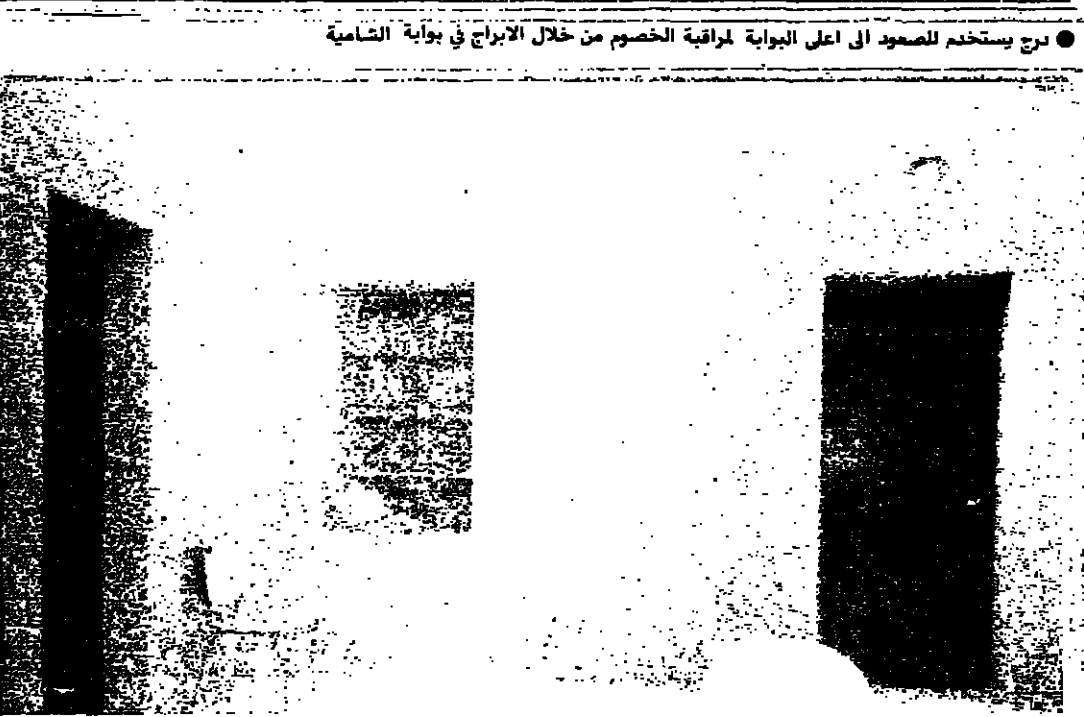 ● درج يستخدم للصعود الى اعلى البوابة لمراقبة الخصوم من خلال الابراج في بوابة الشامية